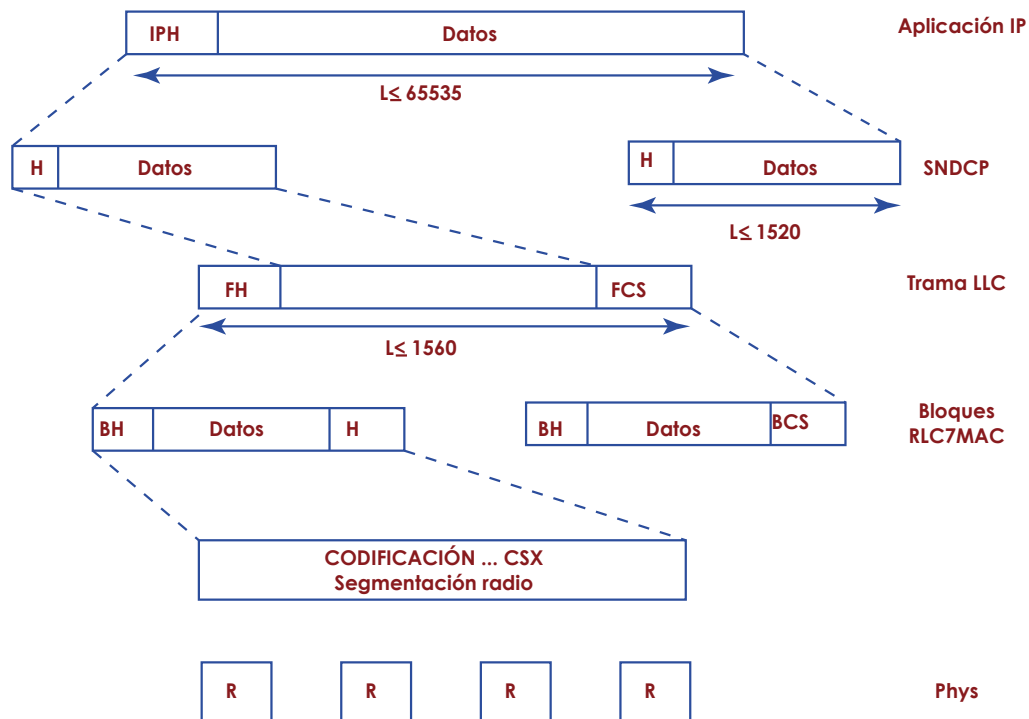 IPH
Datos
Aplicación IP
L≤ 65535
H
Datos
H
Datos
SNDCP
L≤ 1520
FH
FCS
Trama LLC
L≤ 1560
BH
Datos
H
BH
Datos
BCS
Bloques
RLC7MAC
CODIFICACIÓN ... CSX
Segmentación radio
R
R
R
R
Phys